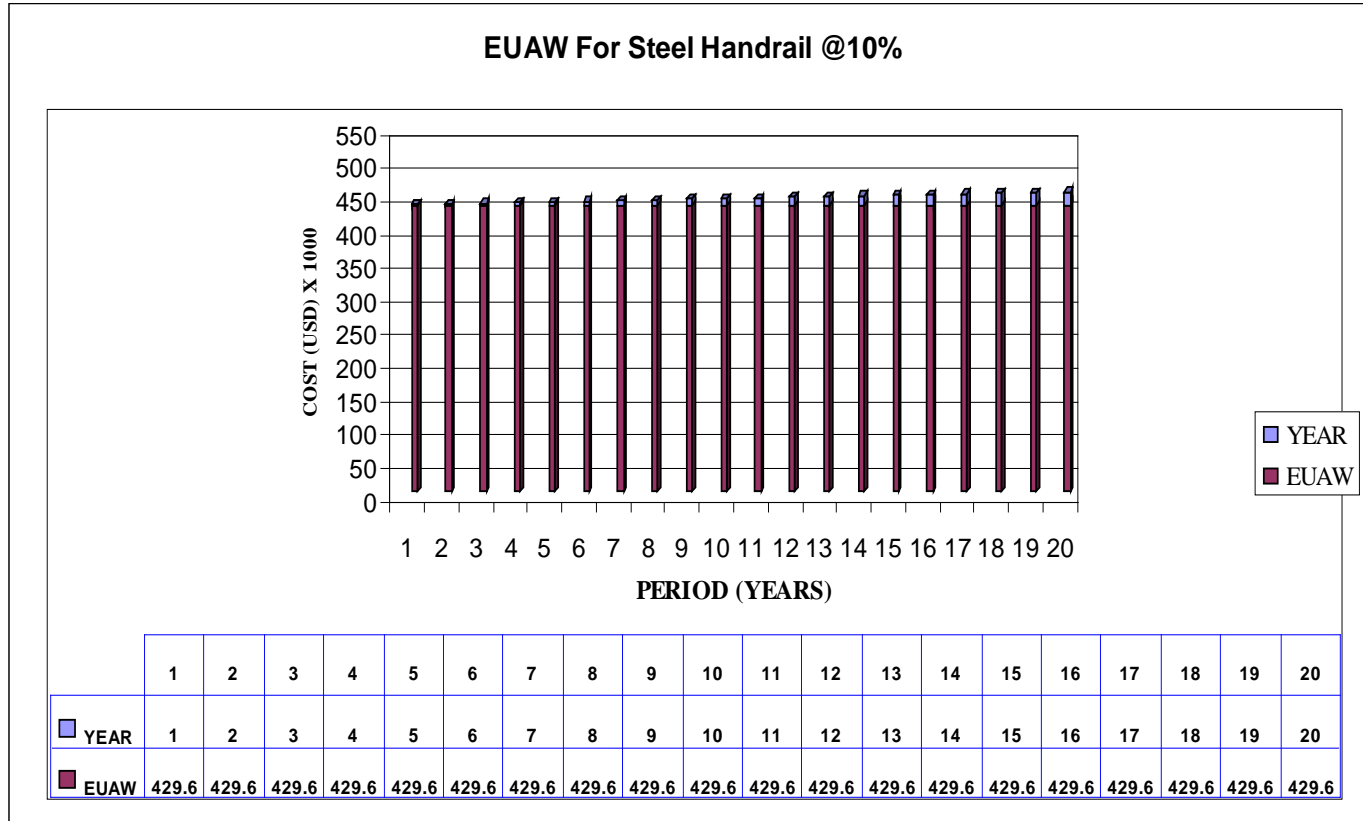 EUAW For Steel Handrail @10%
550
500
450
400
350
300
250
200
150
100
50
0
COST (USD) X 1000
1 2 3 4 5 6 7 8 9 10 11 12 13 14 15 16 17 18 19 20
PERIOD (YEARS)
YEAR
EUAW
1 2 3 4 5 6 7 8 9 10 11 12 13 14 15 16 17 18 19 20
YEAR 1 2 3 4 5 6 7 8 9 10 11 12 13 14 15 16 17 18 19 20
EUAW 429.6 429.6 429.6 429.6 429.6 429.6 429.6 429.6 429.6 429.6 429.6 429.6 429.6 429.6 429.6 429.6 429.6 429.6 429.6 429.6